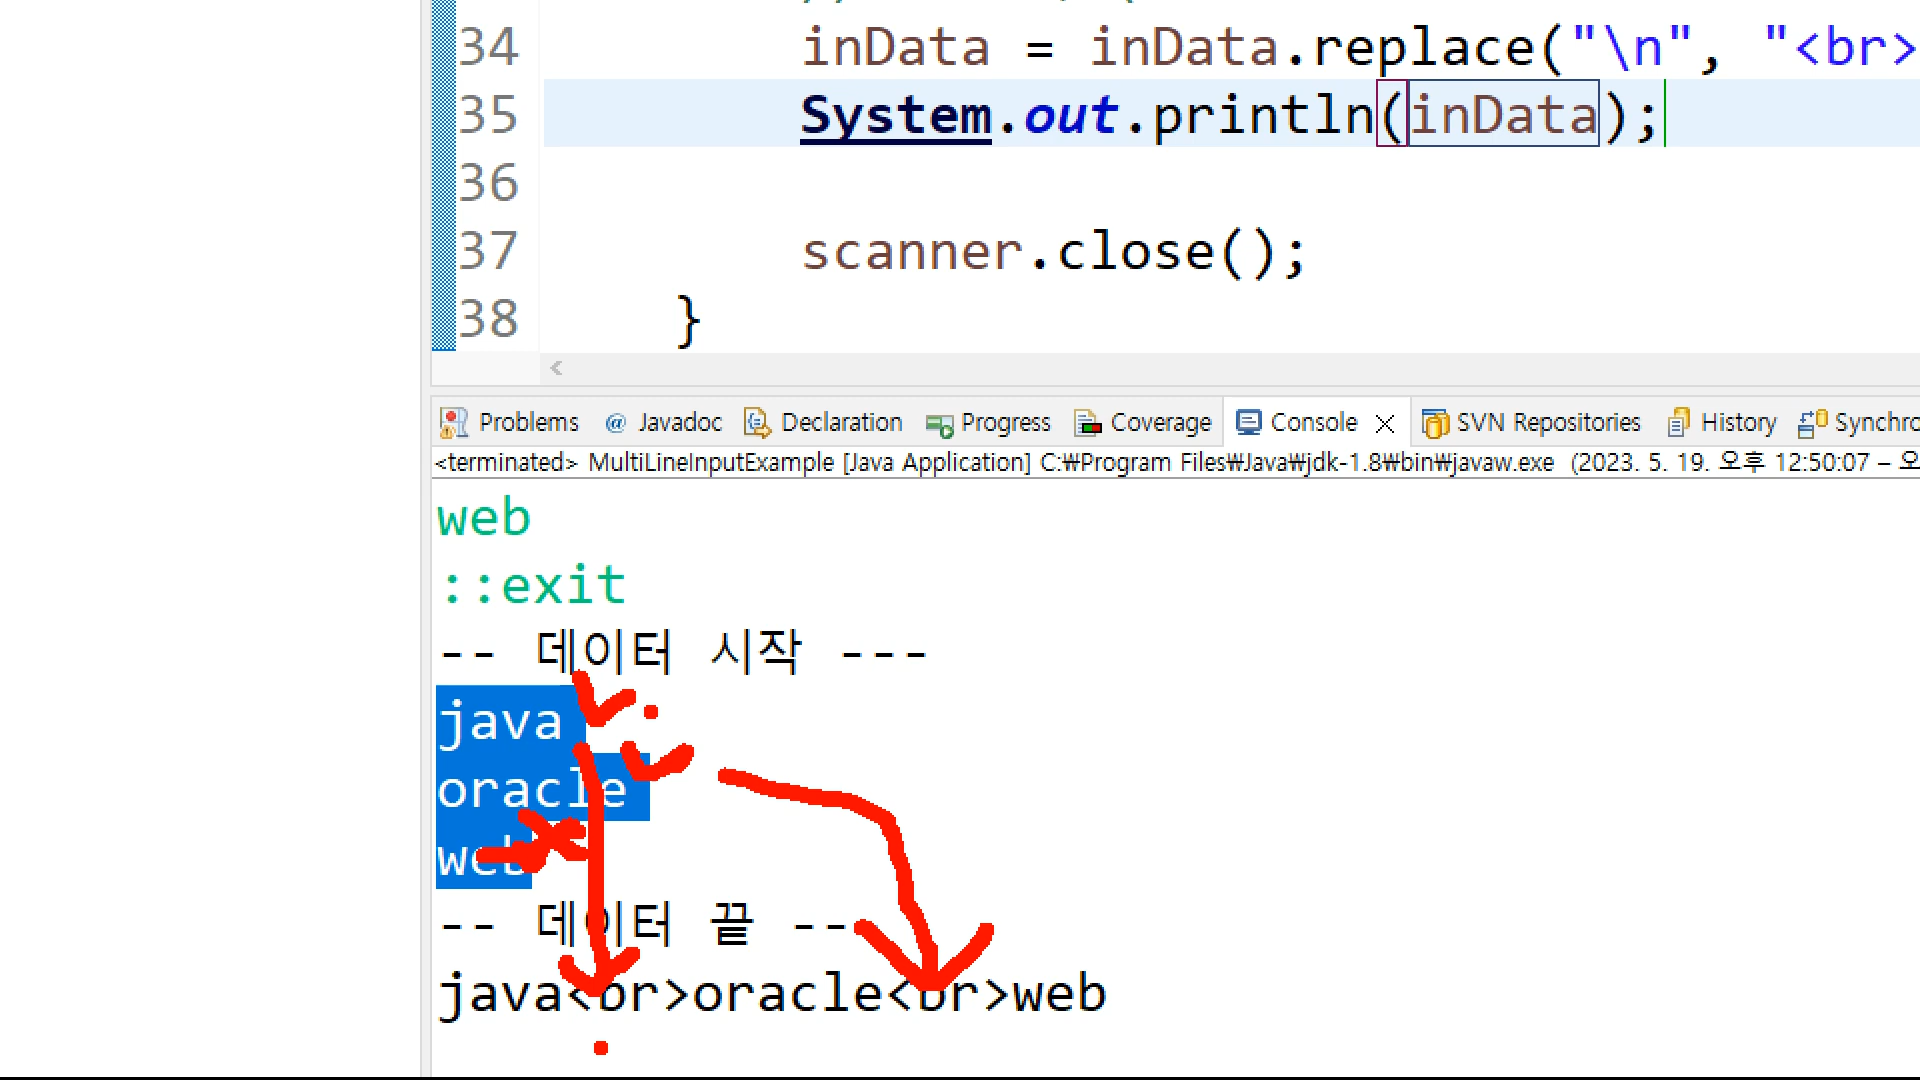 34 inData = inData.replace("\n", "<br>
35 System.out.println(inData);
36
37 scanner.close();
38 }
Problems @ Javadoc Declaration Progress Coverage Console SVN Repositories History Synchro
<terminated> MultiLineInputExample [Java Application] C:₩Program Files₩Java₩jdk-1.8₩bin₩javaw.exe (2023. 5. 19. 오후 12:50:07 – 오
web
::exit
-- 데이터 시작 ---
java
oracle
web
-- 데이터 끝 --
java<br>oracle<br>web